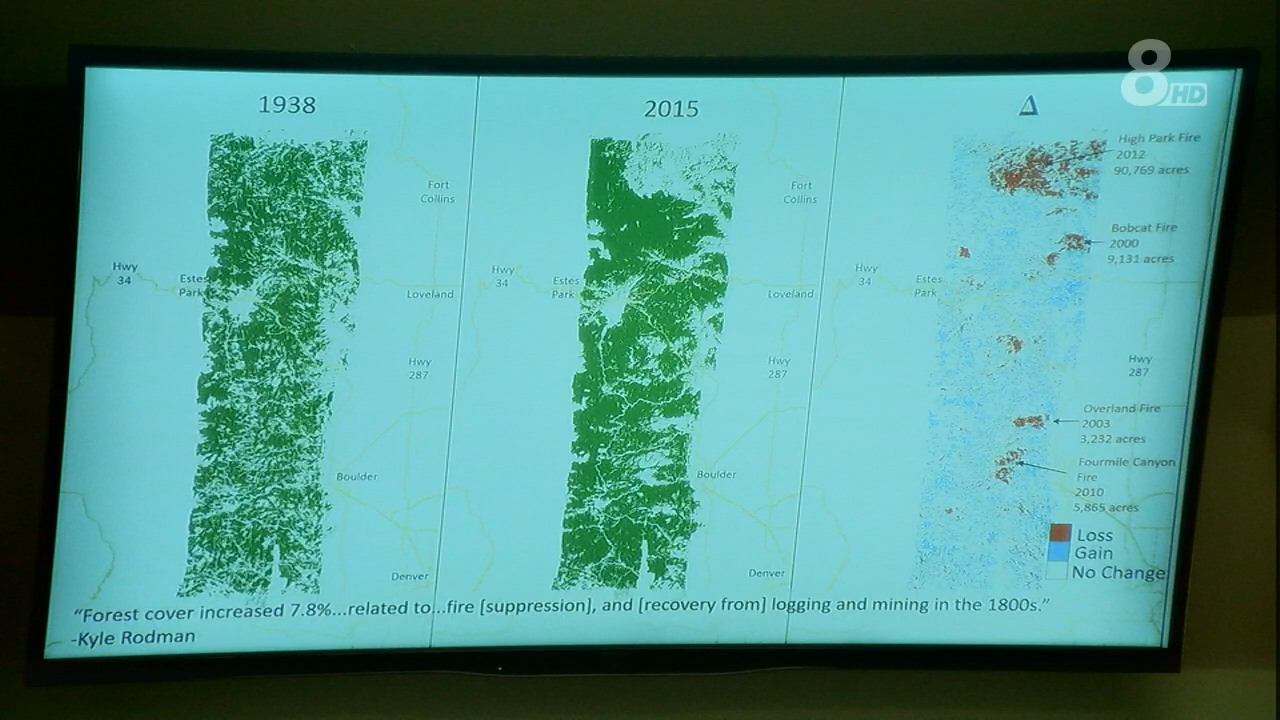 8
HD
1938
2015
Δ
Fort
Collins
Hwy
34
Estes
Park
Loveland
Hwy
287
Boulder
Denver
Fort
Collins
Hwy
34
Estes
Park
Loveland
Hwy
287
Boulder
Denver
High Park Fire
2012
90,769 acres
Bobcat Fire
2000
9,131 acres
Hwy
34
Estes
Park
Hwy
287
Overland Fire
2003
3,232 acres
Fourmile Canyon
Fire
2010
5,865 acres
Loss
Gain
No Change
“Forest cover increased 7.8%...related to...fire [suppression], and [recovery from] logging and mining in the 1800s.”
-Kyle Rodman